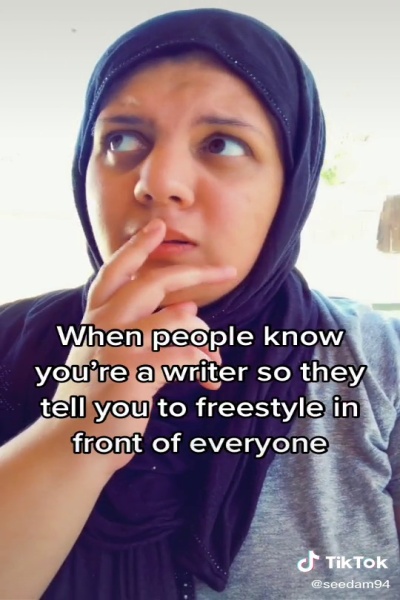 When people know
you're a writer so they
tell you to freestyle in
front of everyone
TikTok
@seedam94